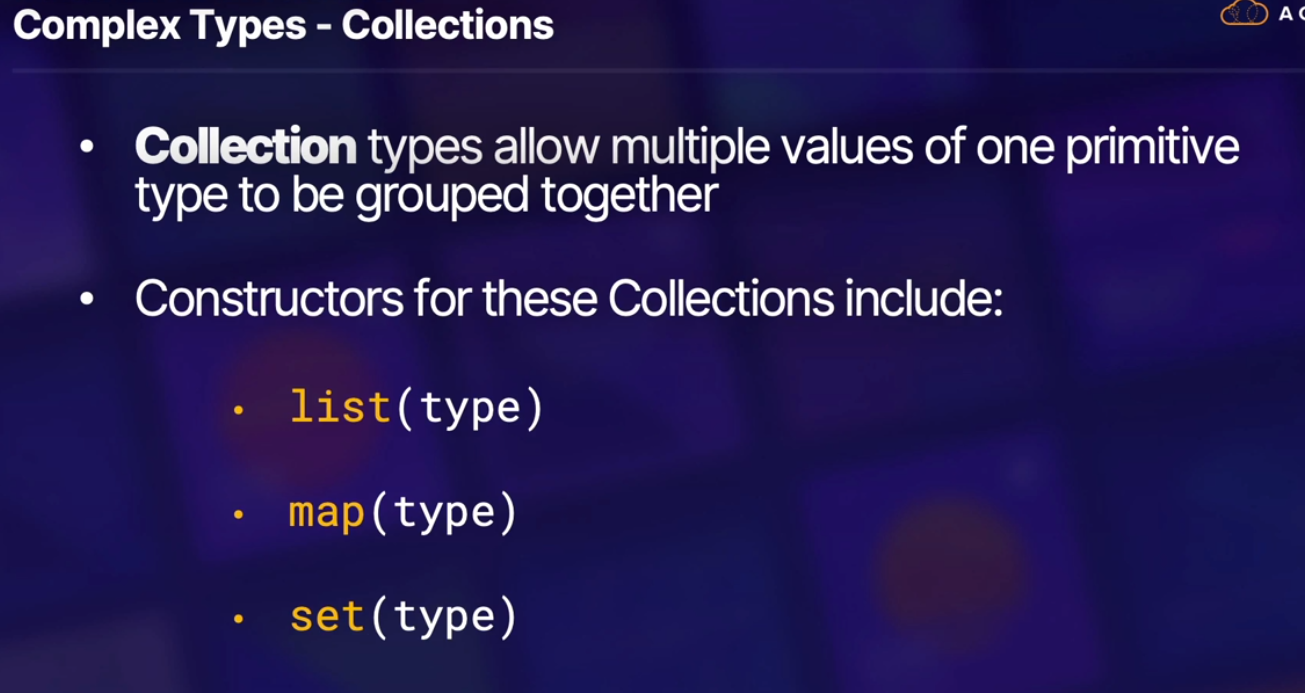 Complex Types - Collections
• Collection types allow multiple values of one primitive
type to be grouped together
• Constructors for these Collections include:
• list(type)
• map(type)
• set(type)